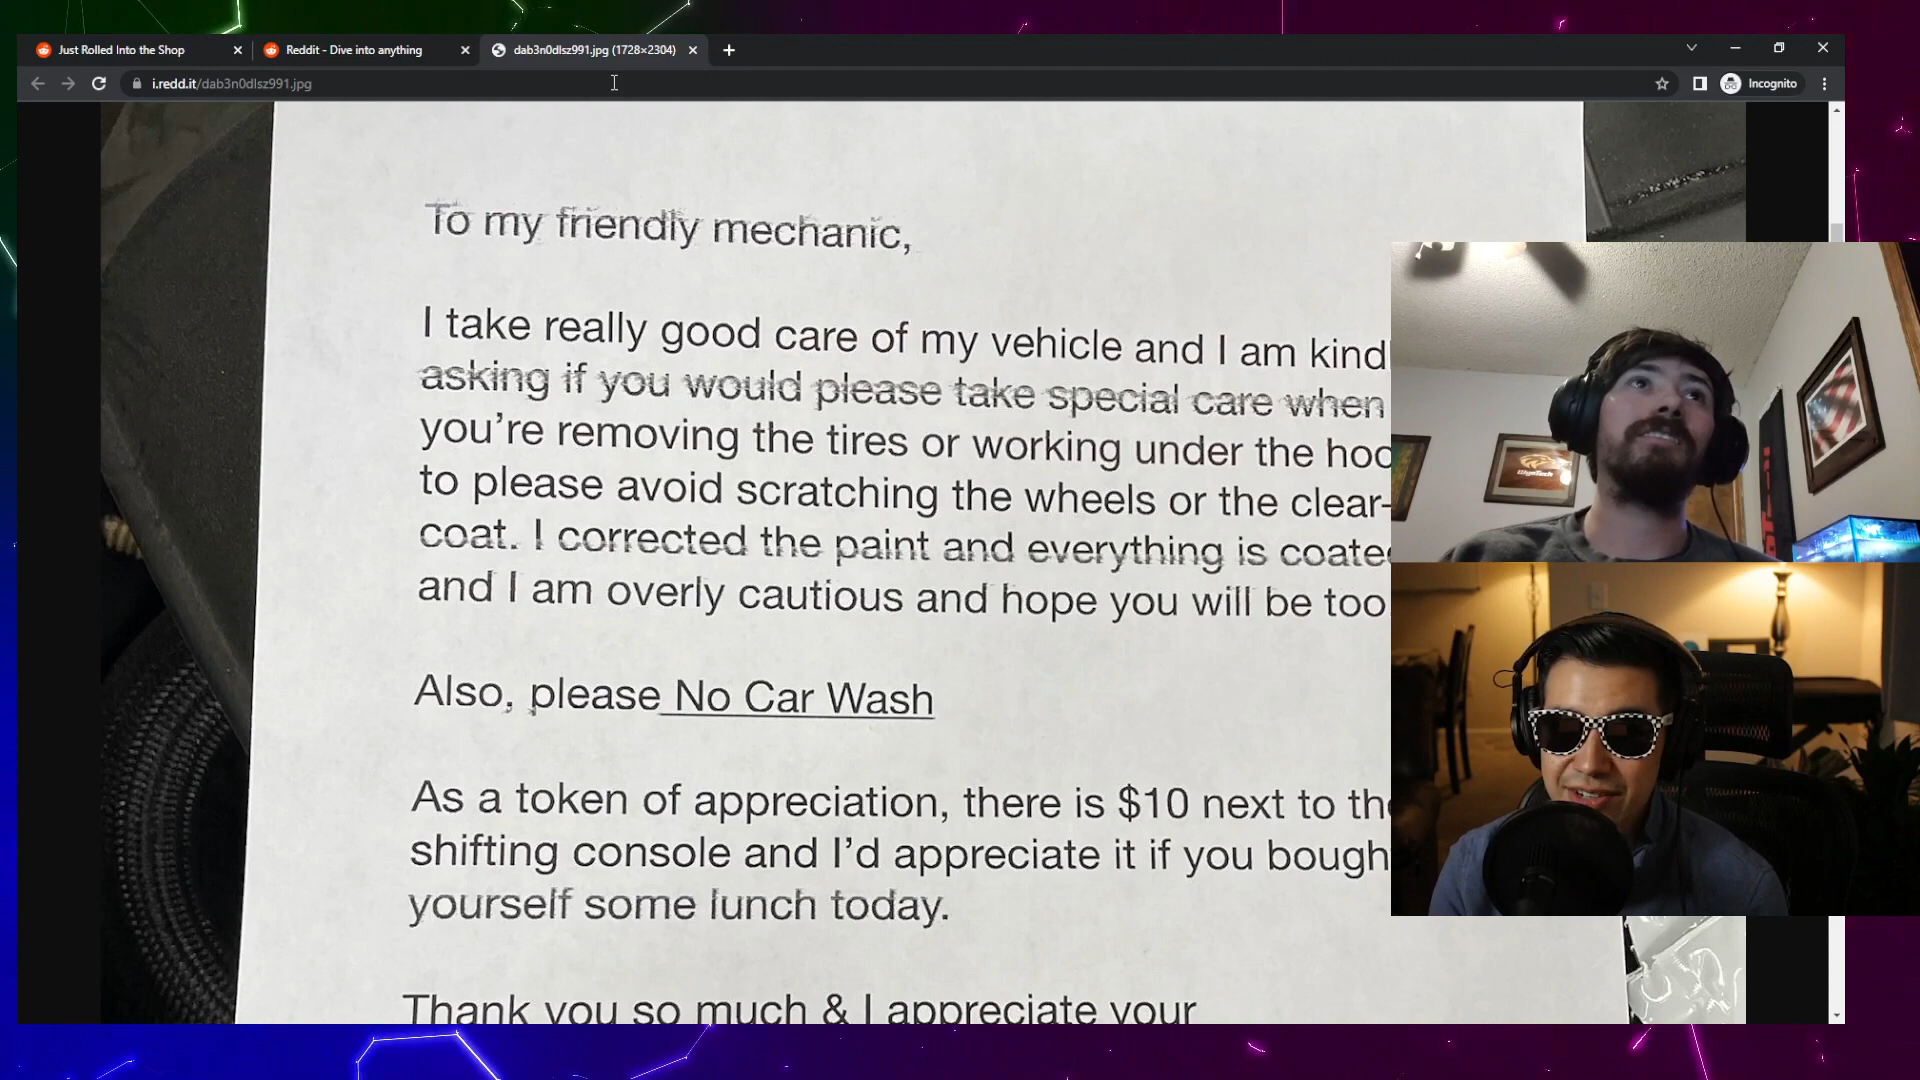 Just Rolled Into the Shop
Reddit - Dive into anything
dab3n0dlsz991.jpg (1728×2304)
i.redd.it/dab3n0dlsz991.jpg
Incognito
To my friendly mechanic,
I take really good care of my vehicle and I am kind
asking if you would please take special care when
you're removing the tires or working under the hoo
to please avoid scratching the wheels or the clear-
coat. I corrected the paint and everything is coated
and I am overly cautious and hope you will be too
Also, please No Car Wash
As a token of appreciation, there is $10 next to the
shifting console and I'd appreciate it if you bough
yourself some lunch today.
Thank you so much & I appreciate your